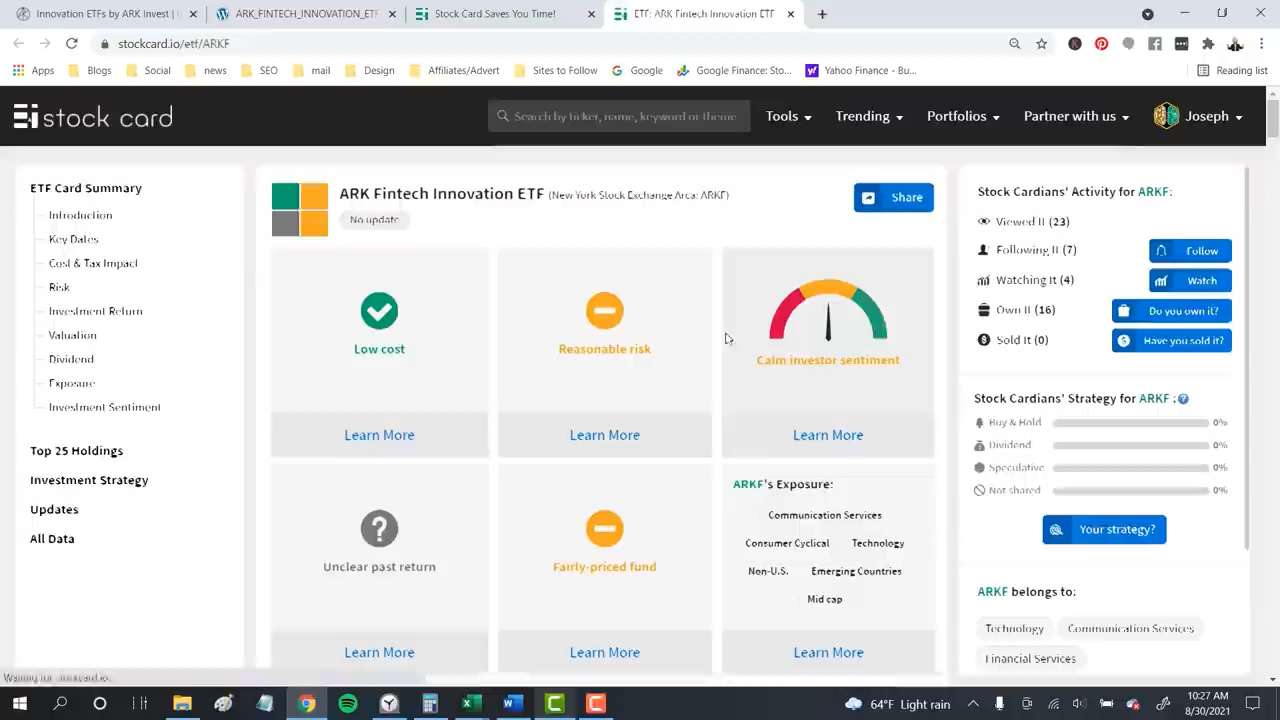 Innovation ETFs by ARK Invest |
ARK_FINTECH_INNOVATION_ETF
Stock Card Saves You Time!
ETF: ARK Fintech Innovation ETF
stockcard.io/etf/ARKF
Apps
Blogs
Social
news
SEO
mail
Design
Affiliates/Advert
Sites to Follow
Google
Google Finance: Sto...
Yahoo Finance - Bu...
Reading list
stock card
Search by ticker, name, keyword or theme
Tools
Trending
Portfolios
Partner with us
Joseph
ETF Card Summary
Introduction
Key Dates
Cost & Tax Impact
Risk
Investment Return
Valuation
Dividend
Exposure
Investment Sentiment
Top 25 Holdings
Investment Strategy
Updates
All Data
ARK Fintech Innovation ETF (New York Stock Exchange Area: ARKF)
No update
Share
Low cost
Learn More
Reasonable risk
Learn More
Calm investor sentiment
Learn More
Unclear past return
Learn More
Fairly-priced fund
Learn More
ARKF's Exposure:
Communication Services
Consumer Cyclical Technology
Non-U.S. Emerging Countries
Mid cap
Learn More
Stock Cardians' Activity for ARKF:
Viewed It (23)
Following It (7) Follow
Watching It (4) Watch
Own It (16) Do you own it?
Sold It (0) Have you sold it?
Stock Cardians' Strategy for ARKF :
Buy & Hold 0%
Dividend 0%
Speculative 0%
Not shared 0%
Your strategy?
ARKF belongs to:
Technology Communication Services
Financial Services
64°F Light rain
10:27 AM
8/30/2021